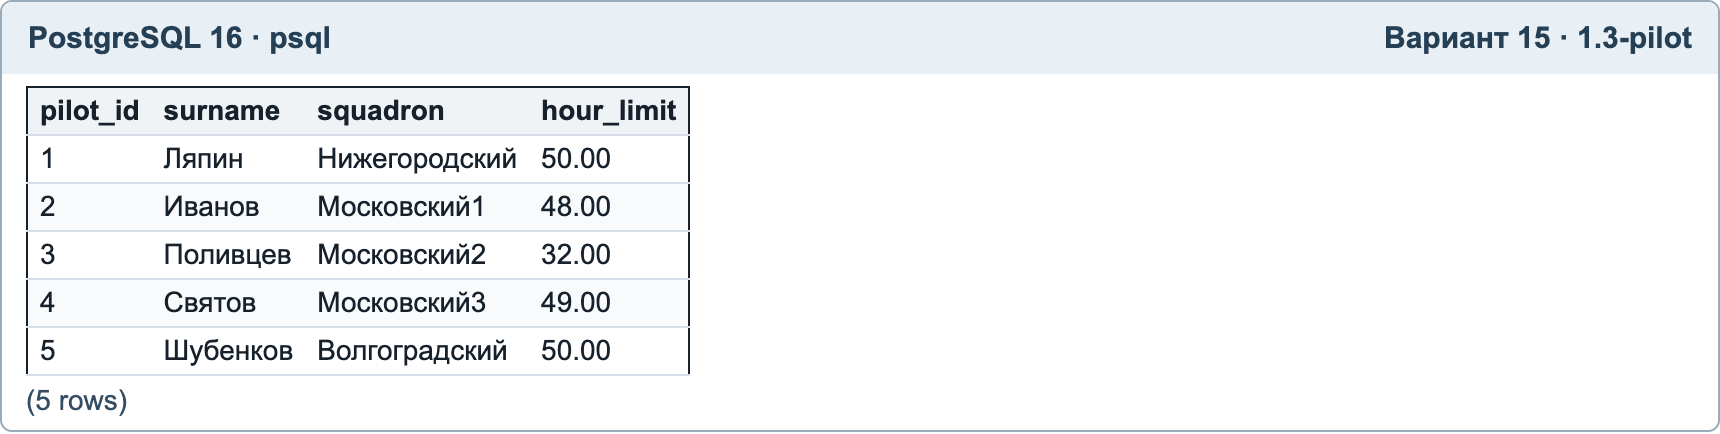 PostgreSQL 16 · psql Вариант 15 · 1.3-pilot
pilot_id surname squadron hour_limit
1 Ляпин Нижегородский 50.00
2 Иванов Московский1 48.00
3 Поливцев Московский2 32.00
4 Святов Московский3 49.00
5 Шубенков Волгоградский 50.00
(5 rows)